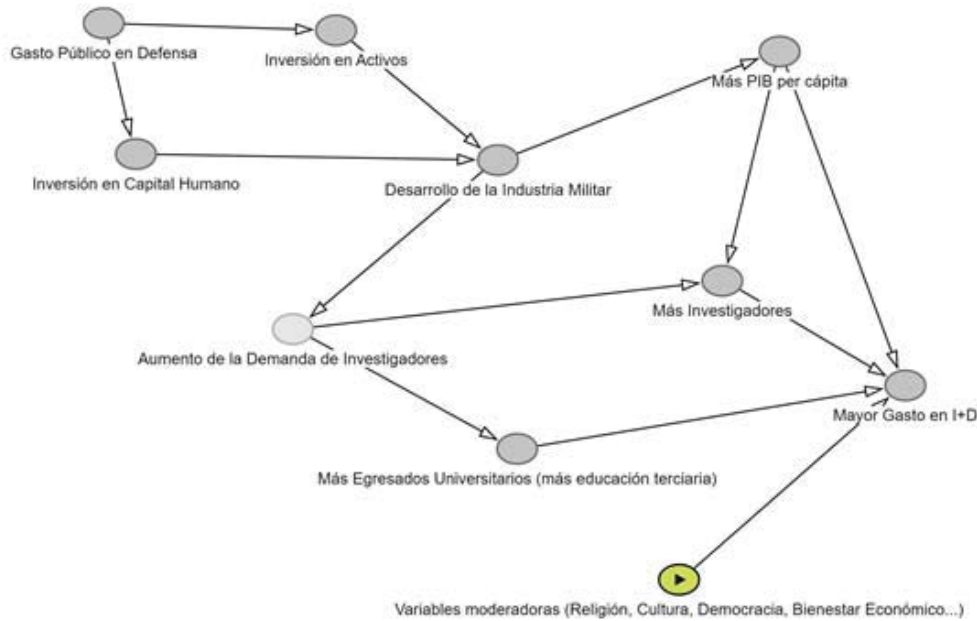 Gasto Público en Defensa
Inversión en Activos
Más PIB per cápita
Inversión en Capital Humano
Desarrollo de la Industria Militar
Más Investigadores
Aumento de la Demanda de Investigadores
Mayor Gasto en I+D
Más Egresados Universitarios (más educación terciaria)
Variables moderadoras (Religión, Cultura, Democracia, Bienestar Económico...)